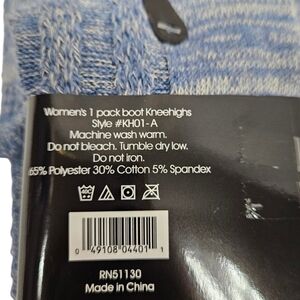 Women's 1 pack boot Kneehighs
Style #KH01-A
Machine wash warm.
Do not bleach. Tumble dry low.
Do not iron.
65% Polyester 30% Cotton 5% Spandex
0 49108 04401 1
RN51130
Made in China